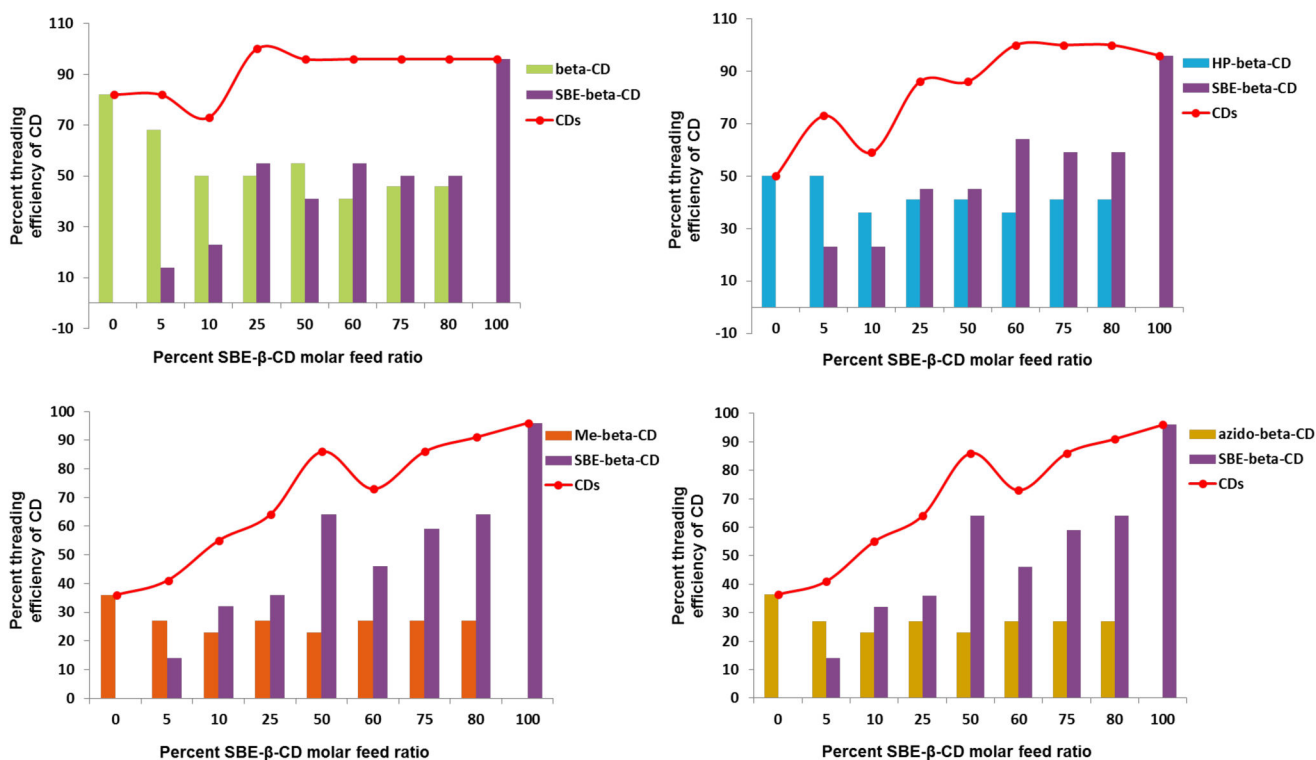 Percent threading
efficiency of CD
110
90
70
50
30
10
-10
0 5 10 25 50 60 75 80 100
Percent SBE-β-CD molar feed ratio
beta-CD
SBE-beta-CD
CDs
Percent threading
efficiency of CD
110
90
70
50
30
10
-10
0 5 10 25 50 60 75 80 100
Percent SBE-β-CD molar feed ratio
HP-beta-CD
SBE-beta-CD
CDs
Percent threading
efficiency of CD
100
90
80
70
60
50
40
30
20
10
0
0 5 10 25 50 60 75 80 100
Percent SBE-β-CD molar feed ratio
Me-beta-CD
SBE-beta-CD
CDs
Percent threading
efficiency of CD
100
90
80
70
60
50
40
30
20
10
0
0 5 10 25 50 60 75 80 100
Percent SBE-β-CD molar feed ratio
azido-beta-CD
SBE-beta-CD
CDs